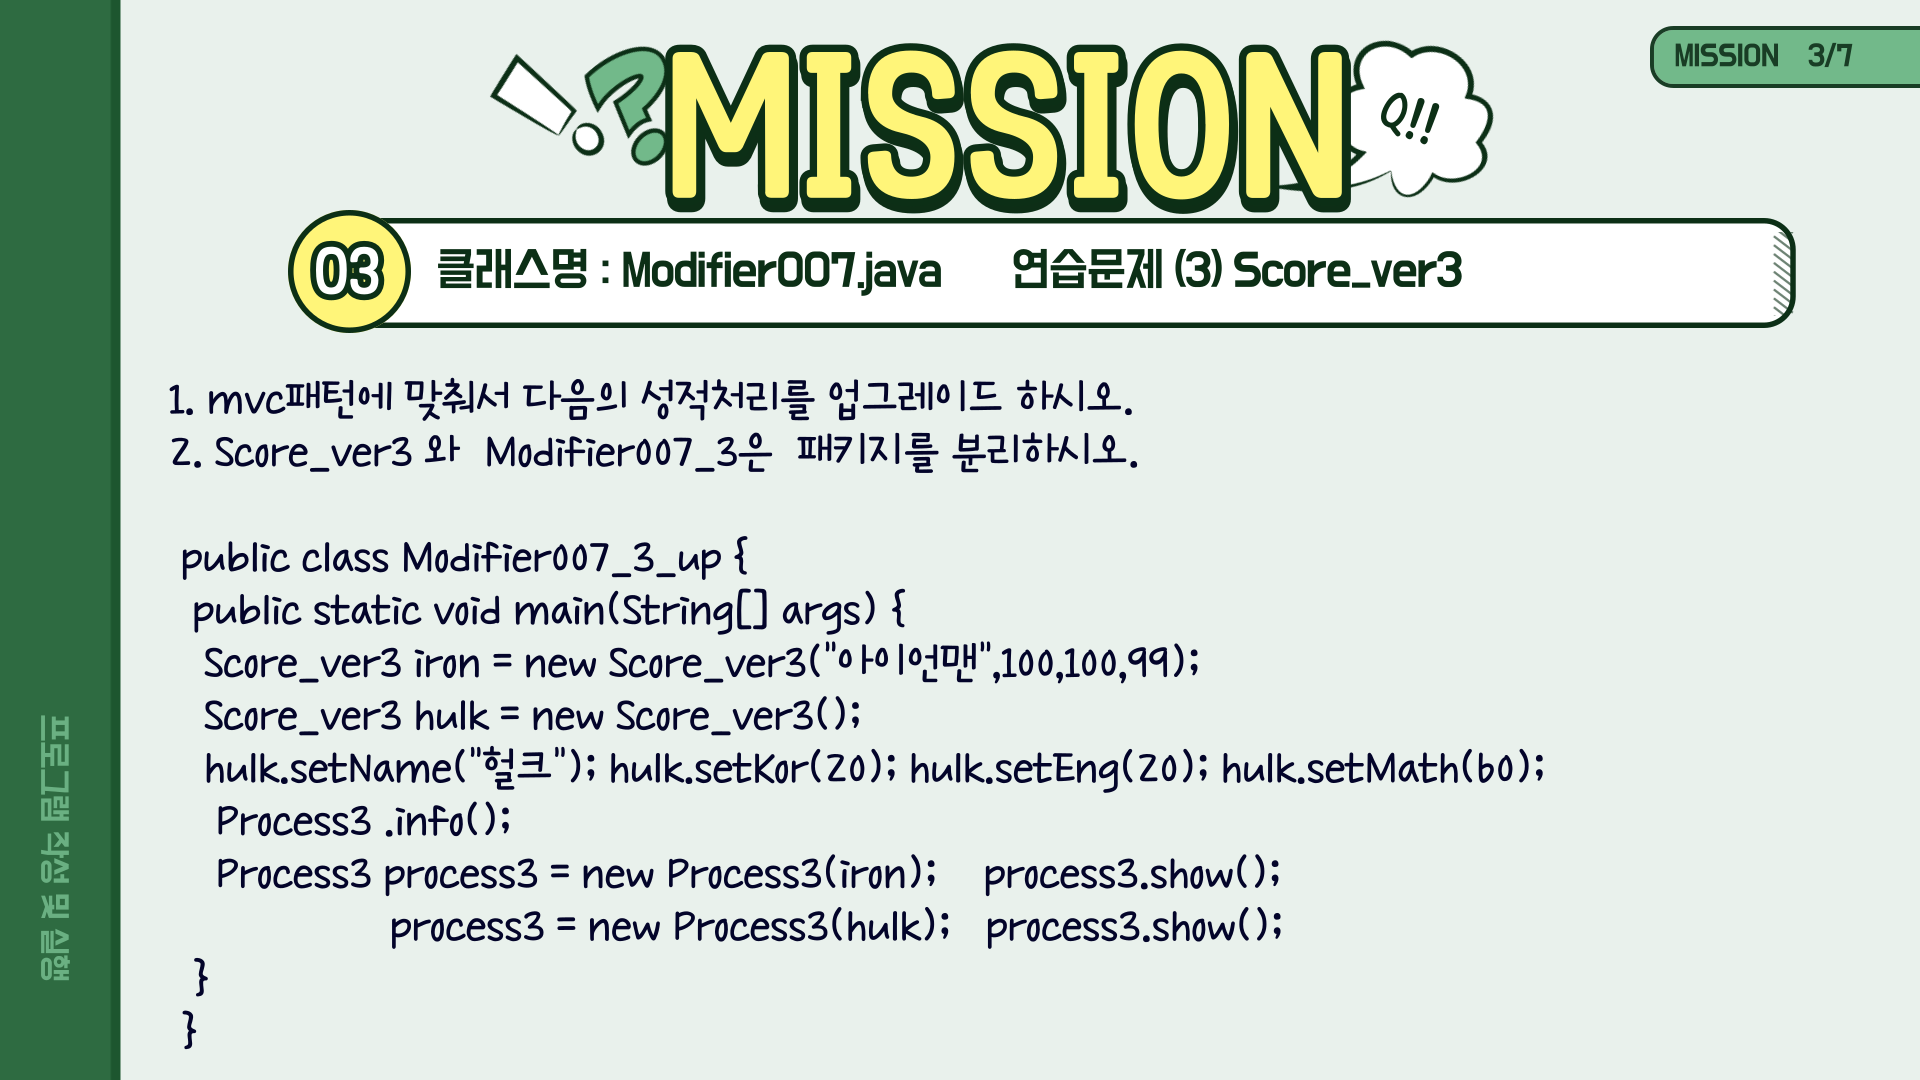 MISSION 3/7
!?
MISSION
Q!!
03
클래스명 : Modifier007.java 연습문제 (3) Score_ver3
1. mvc패턴에 맞춰서 다음의 성적처리를 업그레이드 하시오.
2. Score_ver3 와 Modifier007_3은 패키지를 분리하시오.
public class Modifier007_3_up {
public static void main(String[] args) {
Score_ver3 iron = new Score_ver3("아이언맨",100,100,99);
Score_ver3 hulk = new Score_ver3();
hulk.setName("헐크"); hulk.setKor(20); hulk.setEng(20); hulk.setMath(60);
Process3 .info();
Process3 process3 = new Process3(iron); process3.show();
process3 = new Process3(hulk); process3.show();
}
}
프로그램 작성 및 실행